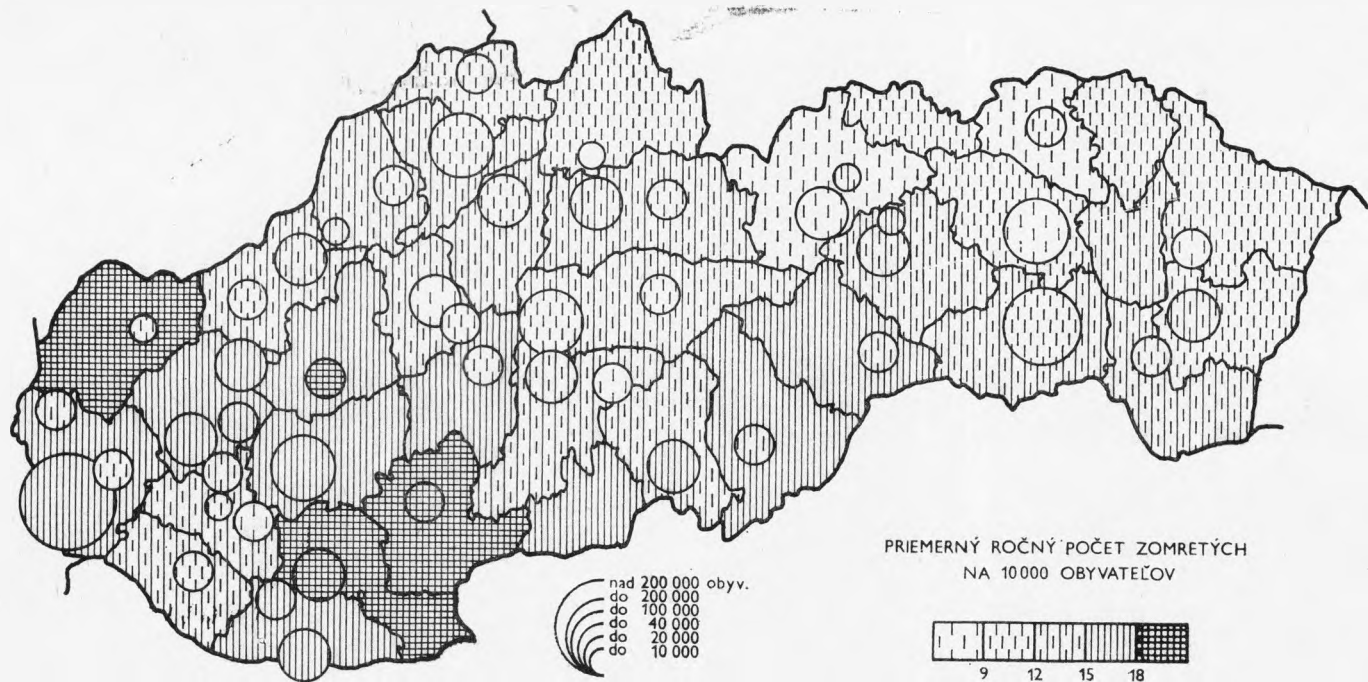 nad 200 000 obyv.
do 200 000
do 100 000
do 40 000
do 20 000
do 10 000
PRIEMERNÝ ROČNÝ POČET ZOMRETÝCH
NA 10000 OBYVATEĽOV
9 12 15 18